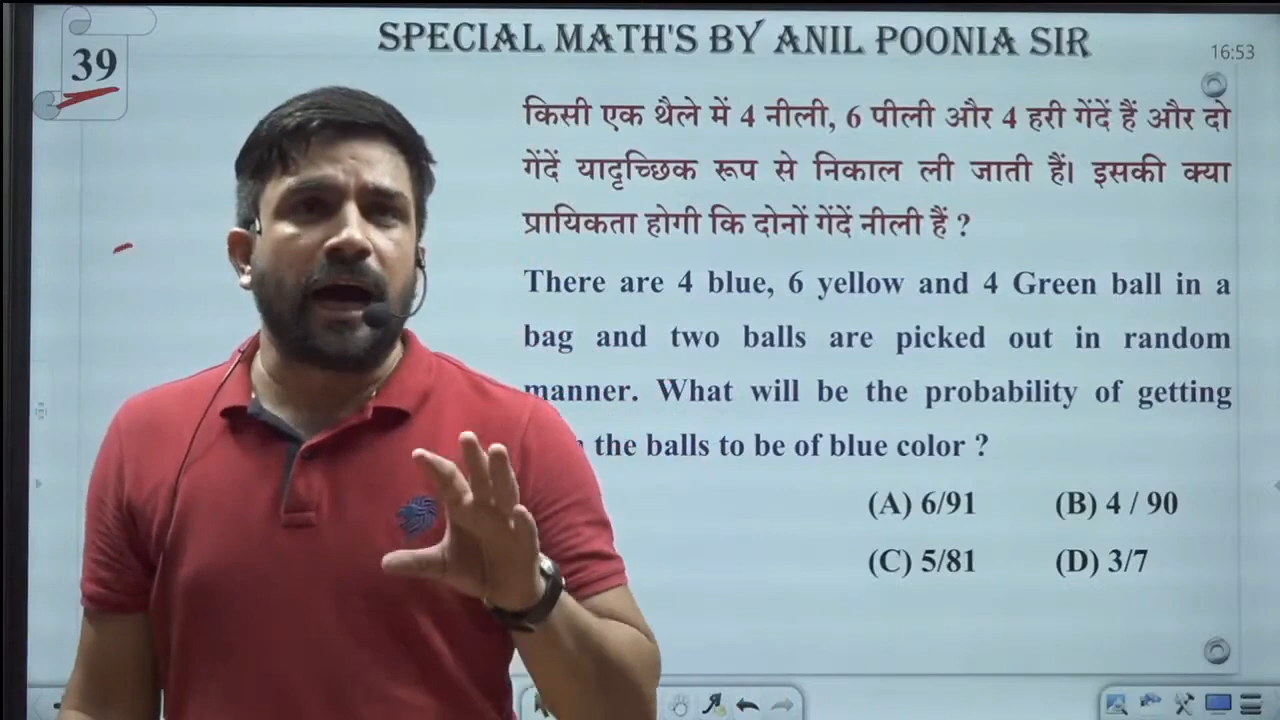 SPECIAL MATH'S BY ANIL POONIA SIR
16:53
39
किसी एक थैले में 4 नीली, 6 पीली और 4 हरी गेंदें हैं और दो
गेंदें यादृच्छिक रूप से निकाल ली जाती हैं। इसकी क्या
प्रायिकता होगी कि दोनों गेंदें नीली हैं ?
There are 4 blue, 6 yellow and 4 Green ball in a
bag and two balls are picked out in random
manner. What will be the probability of getting
the balls to be of blue color ?
(A) 6/91 (B) 4 / 90
(C) 5/81 (D) 3/7